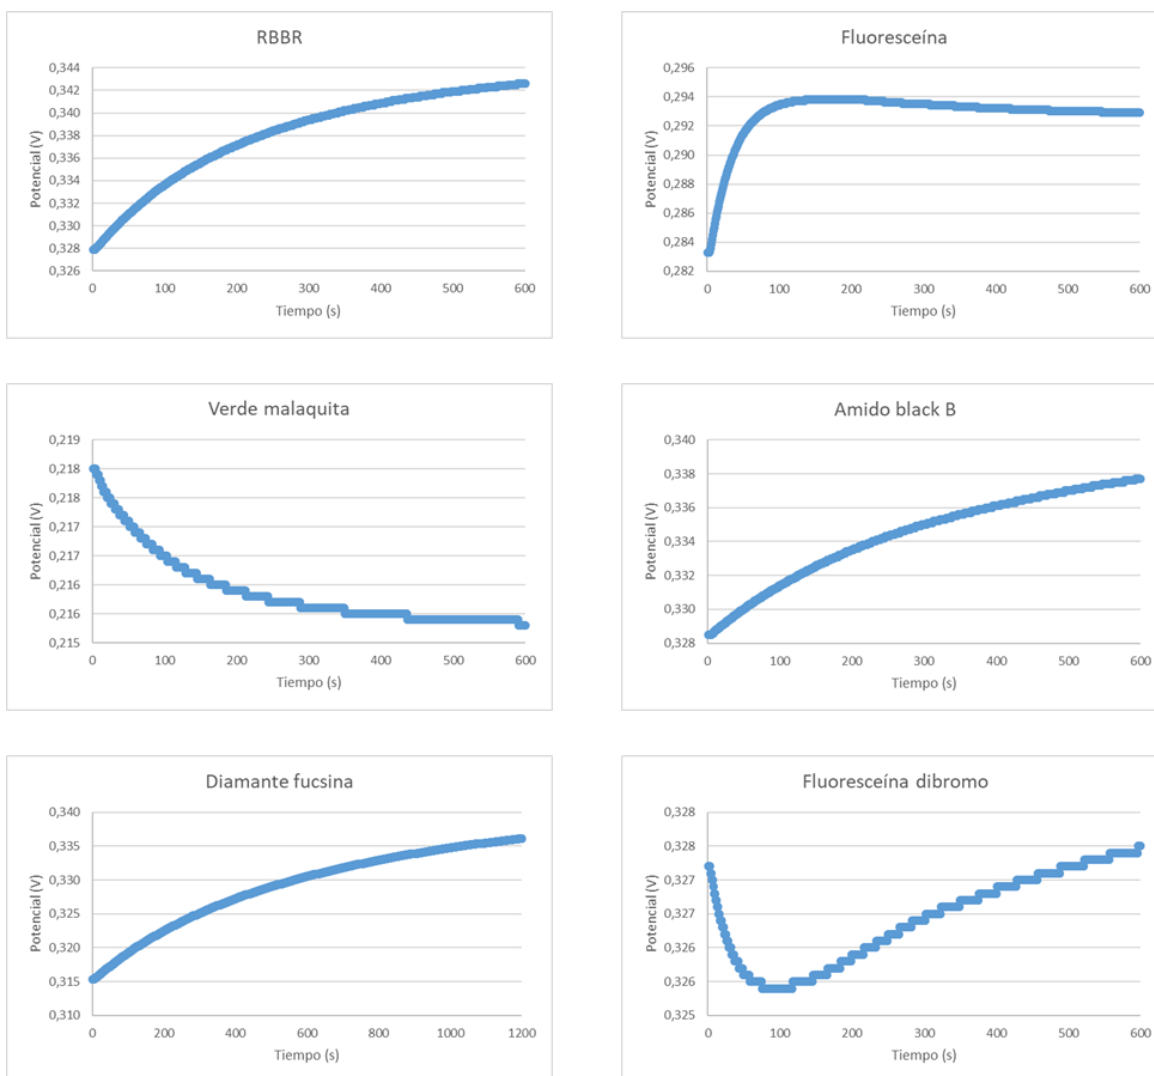 RBBR
Potencial (V)
0,344
0,342
0,340
0,338
0,336
0,334
0,332
0,330
0,328
0,326
0 100 200 300 400 500 600
Tiempo (s)
Fluoresceína
Potencial (V)
0,296
0,294
0,292
0,290
0,288
0,286
0,284
0,282
0 100 200 300 400 500 600
Tiempo (s)
Verde malaquita
Potencial (V)
0,219
0,218
0,218
0,217
0,217
0,216
0,216
0,215
0 100 200 300 400 500 600
Tiempo (s)
Amido black B
Potencial (V)
0,340
0,338
0,336
0,334
0,332
0,330
0,328
0 100 200 300 400 500 600
Tiempo (s)
Diamante fucsina
Potencial (V)
0,340
0,335
0,330
0,325
0,320
0,315
0,310
0 200 400 600 800 1000 1200
Tiempo (s)
Fluoresceína dibromo
Potencial (V)
0,328
0,328
0,327
0,327
0,326
0,326
0,325
0 100 200 300 400 500 600
Tiempo (s)